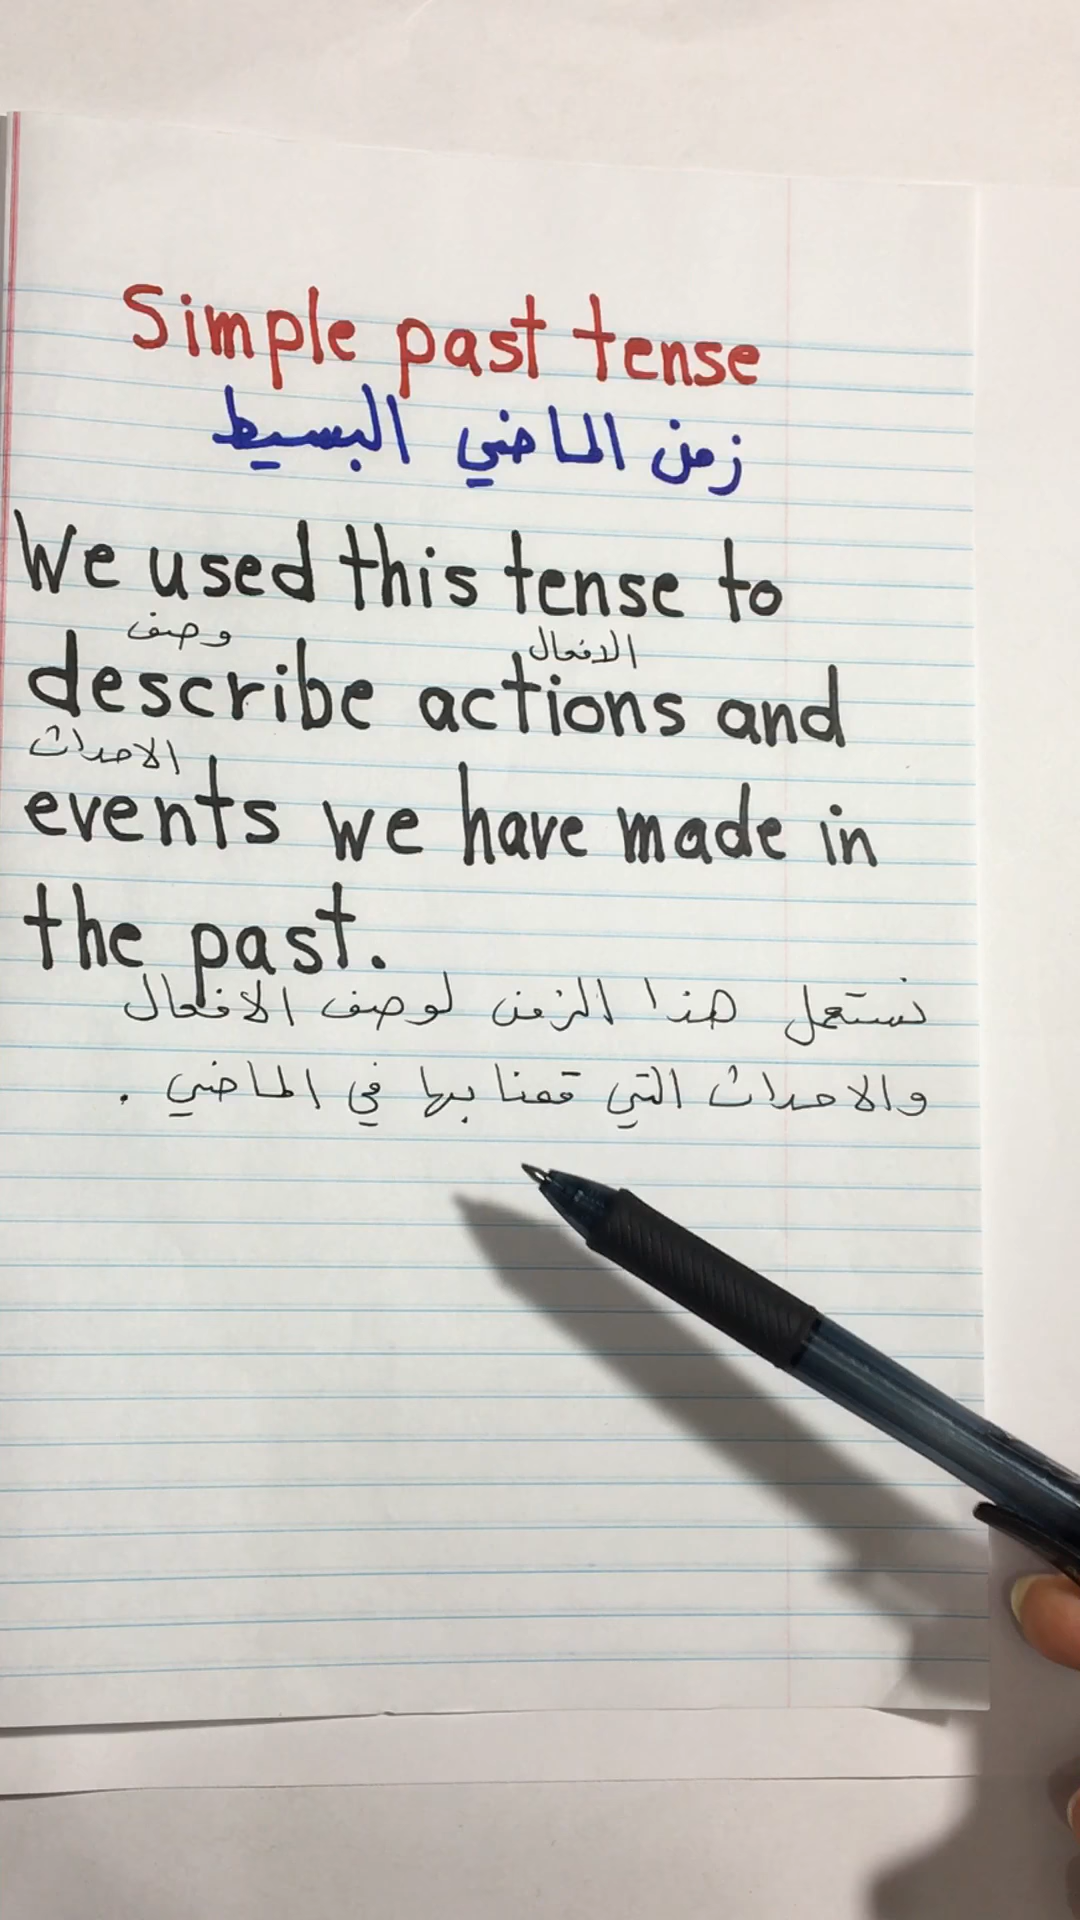 Simple past tense
زمن الماضي البسيط
We used this tense to
وصف الافعال
describe actions and
الاحداث
events we have made in
the past.
نستعمل هذا الزمن لوصف الافعال
والاحداث التي قمنا بها في الماضي .